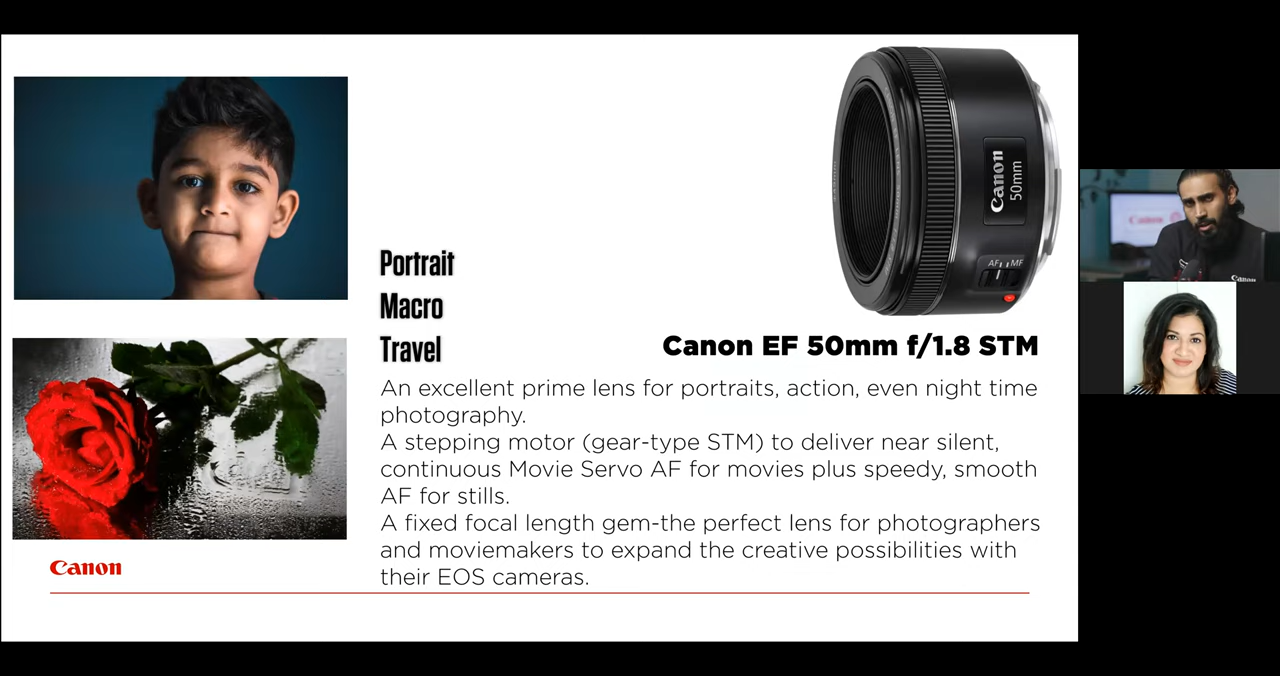 Canon
50mm
AF MF
Portrait
Macro
Travel
Canon EF 50mm f/1.8 STM
An excellent prime lens for portraits, action, even night time
photography.
A stepping motor (gear-type STM) to deliver near silent,
continuous Movie Servo AF for movies plus speedy, smooth
AF for stills.
A fixed focal length gem-the perfect lens for photographers
and moviemakers to expand the creative possibilities with
their EOS cameras.
Canon
Canon
Canon